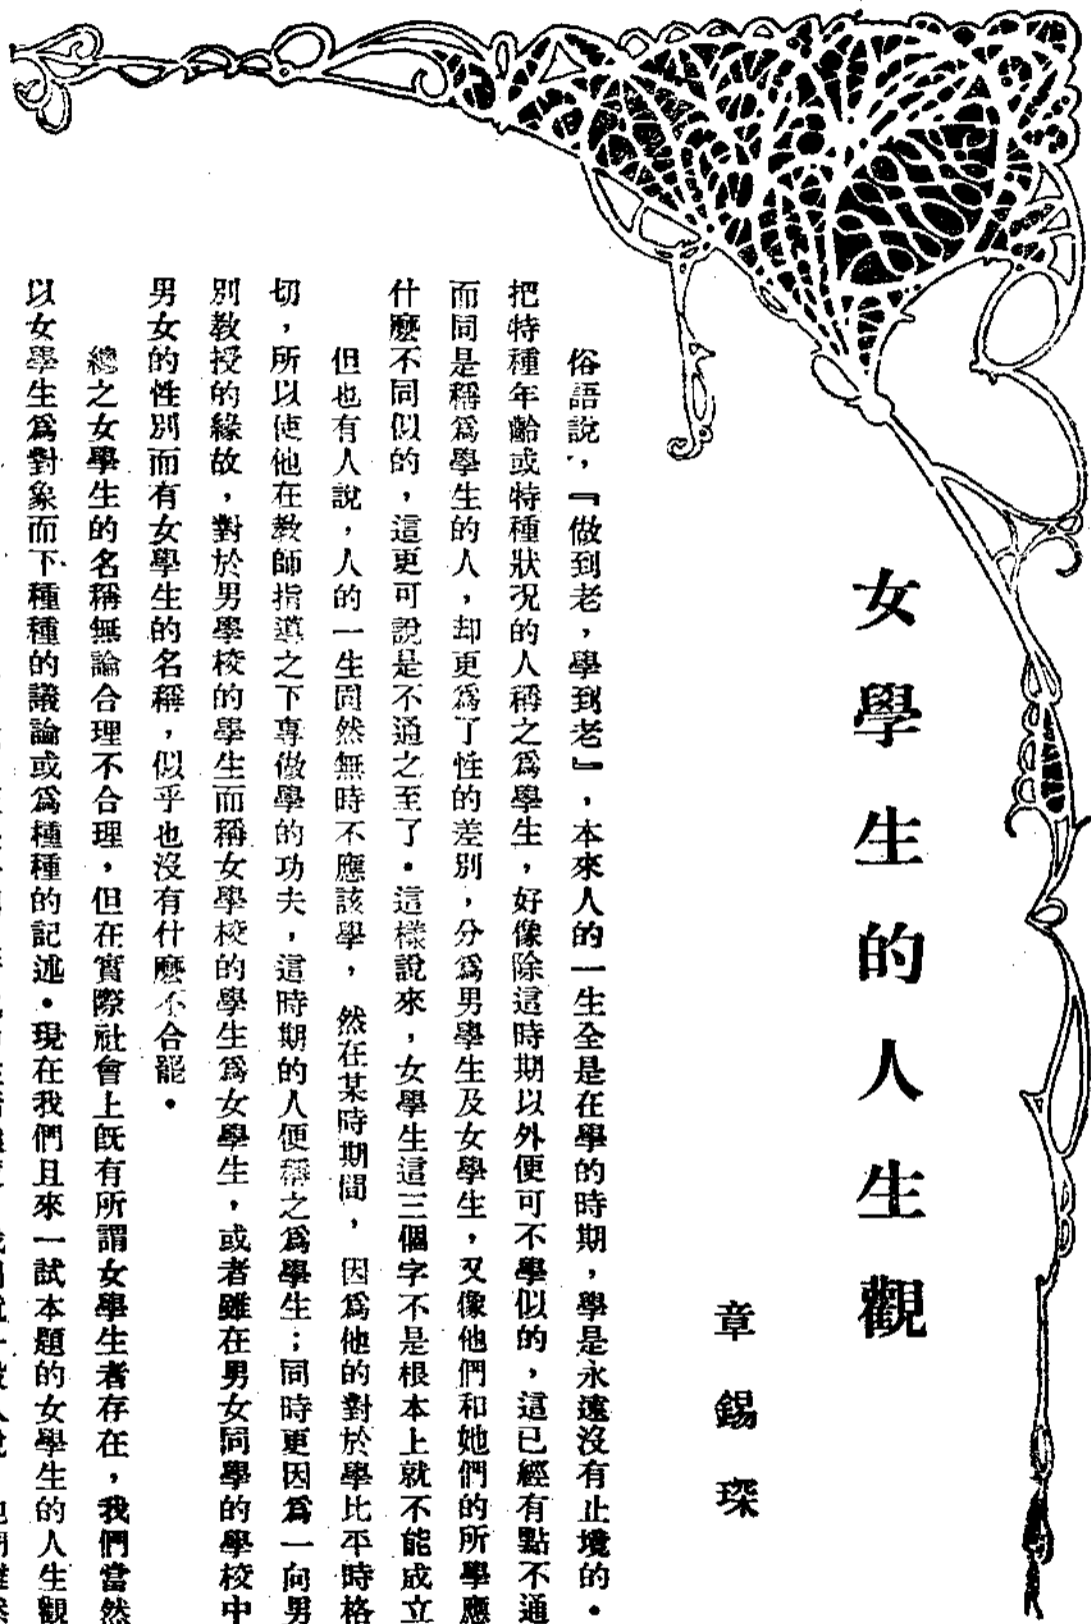 女學生的人生觀
章錫琛
俗語說，『做到老，學到老』，本來人的一生全是在學的時期，學是永遠沒有止境的．
把特種年齡或特種狀況的人稱之爲學生，好像除這時期以外便可不學似的，這已經有點不通
而同是稱爲學生的人，却更爲了性的差別，分爲男學生及女學生，又像他們和她們的所學應
什麽不同似的，這更可說是不通之至了．這樣說來，女學生這三個字不是根本上就不能成立
但也有人說，人的一生固然無時不應該學，然在某時期間，因爲他的對於學比平時格
切，所以使他在教師指導之下專做學的功夫，這時期的人便稱之爲學生；同時更因爲一向男
別教授的緣故，對於男學校的學生而稱女學校的學生爲女學生，或者雖在男女同學的學校中
男女的性別而有女學生的名稱，似乎也沒有什麽不合罷．
總之女學生的名稱無論合理不合理，但在實際社會上旣有所謂女學生者存在，我們當然
以女學生爲對象而下種種的議論或爲種種的記述．現在我們且來一試本題的女學生的人生觀